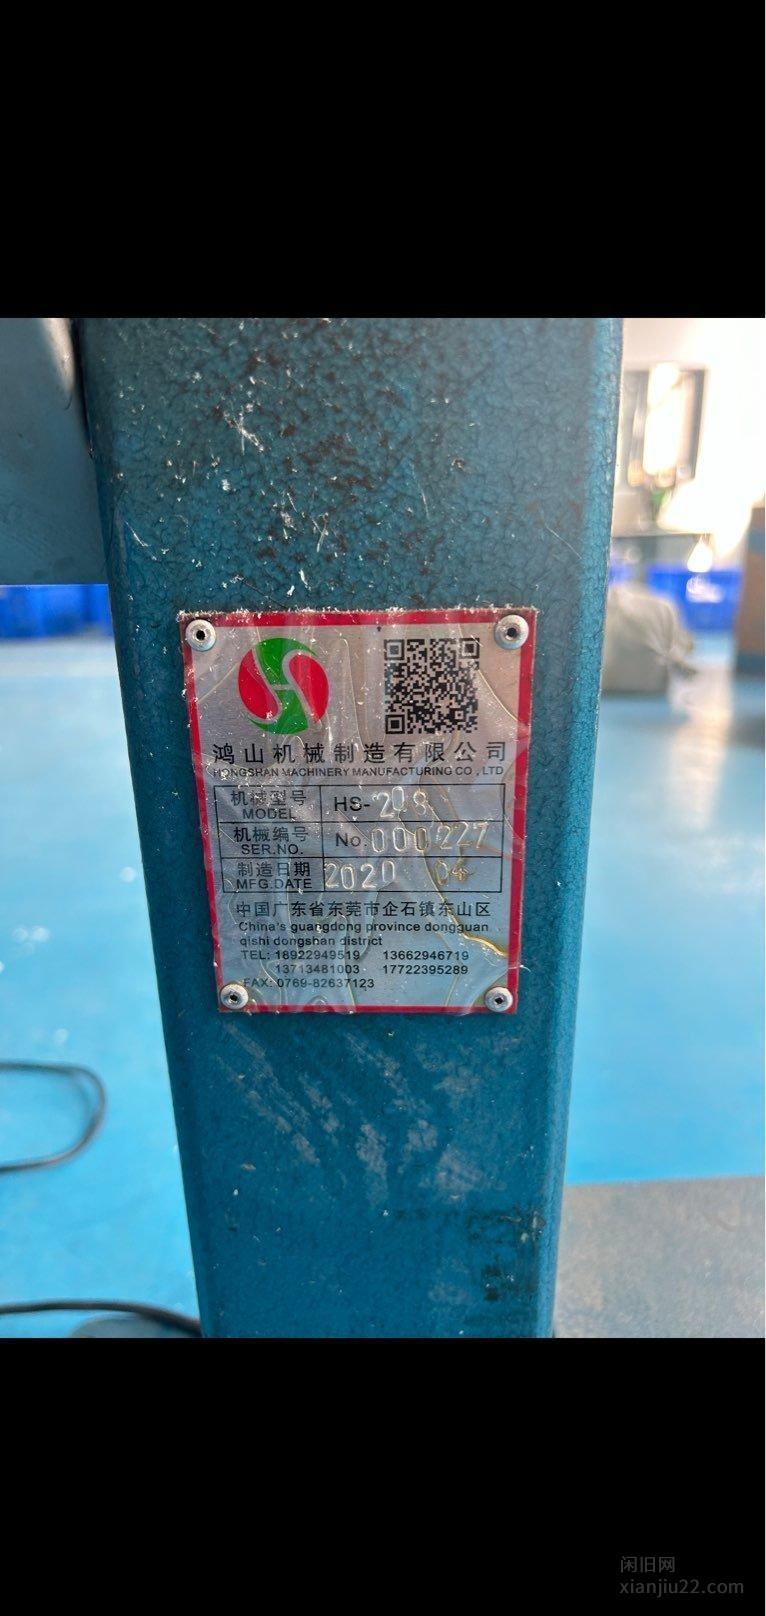 鸿山机械制造有限公司
HONGSHAN MACHINERY MANUFACTURING CO., LTD
机械型号 HS-208
MODEL
机械编号 No.000227
SER.NO.
制造日期 2020 04
MFG.DATE
中国广东省东莞市企石镇东山区
China's guangdong province dongguan
qishi dongshan district
TEL: 18922949519 13662946719
13713481003 17722395289
FAX: 0769-82637123
闲旧网
xianjiu22.com